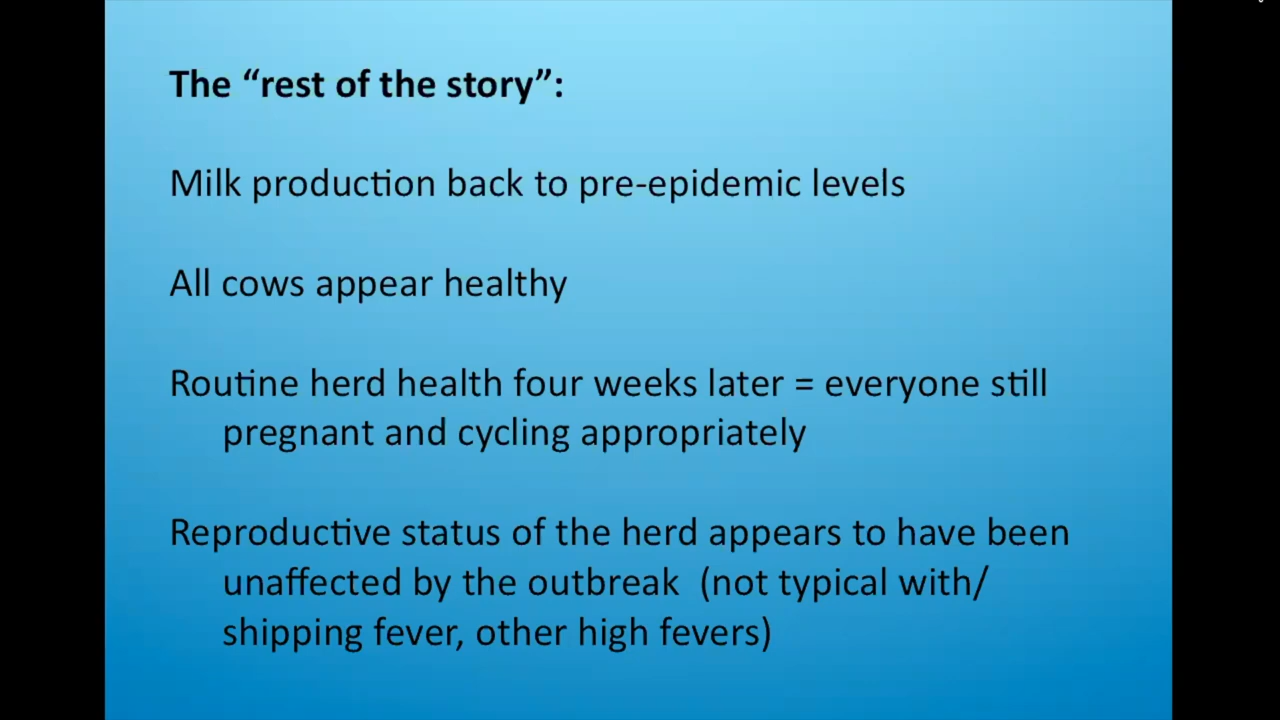 The “rest of the story”:
Milk production back to pre-epidemic levels
All cows appear healthy
Routine herd health four weeks later = everyone still
pregnant and cycling appropriately
Reproductive status of the herd appears to have been
unaffected by the outbreak  (not typical with/
shipping fever, other high fevers)